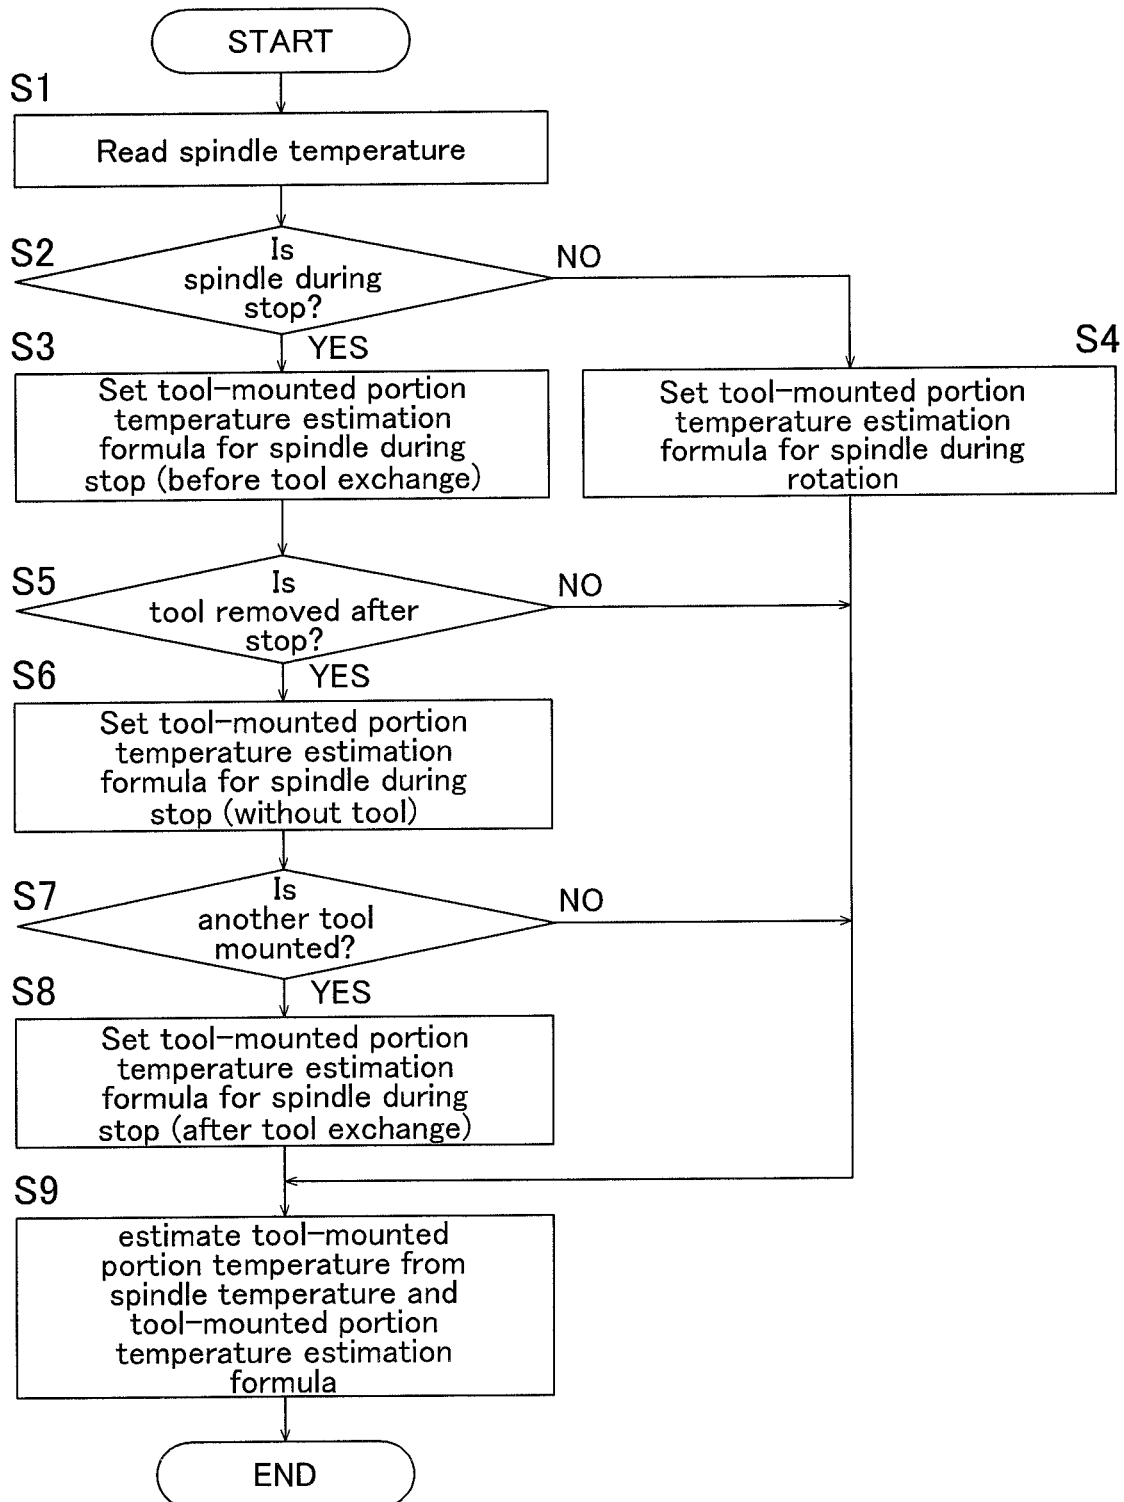 START
S1
Read spindle temperature
S2
Is
spindle during
stop?
NO
YES
S3
Set tool-mounted portion
temperature estimation
formula for spindle during
stop (before tool exchange)
S4
Set tool-mounted portion
temperature estimation
formula for spindle during
rotation
S5
Is
tool removed after
stop?
NO
YES
S6
Set tool-mounted portion
temperature estimation
formula for spindle during
stop (without tool)
S7
Is
another tool
mounted?
NO
YES
S8
Set tool-mounted portion
temperature estimation
formula for spindle during
stop (after tool exchange)
S9
estimate tool-mounted
portion temperature from
spindle temperature and
tool-mounted portion
temperature estimation
formula
END